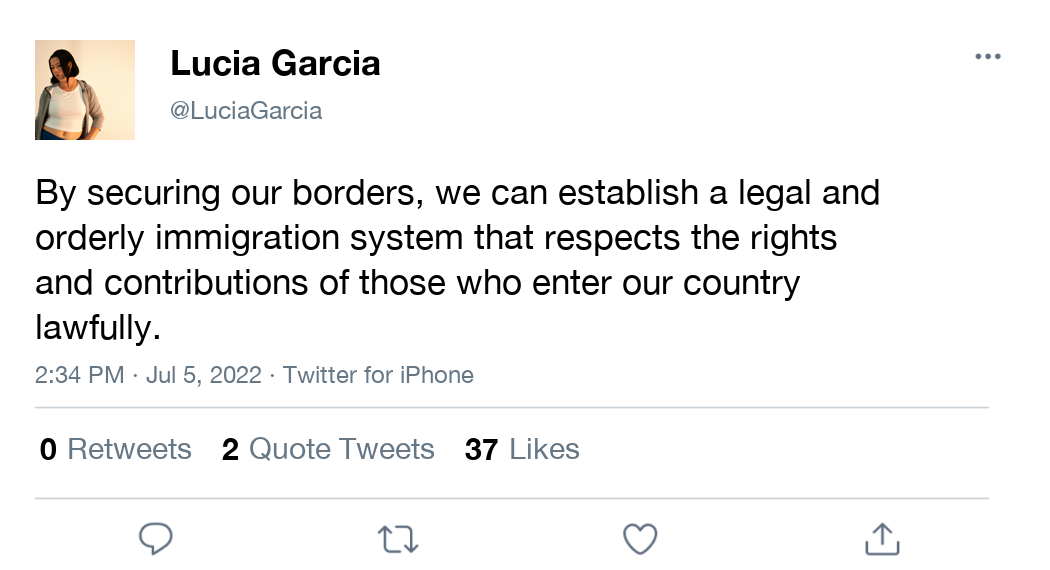 Lucia Garcia
@LuciaGarcia
By securing our borders, we can establish a legal and
orderly immigration system that respects the rights
and contributions of those who enter our country
lawfully.
2:34 PM · Jul 5, 2022 · Twitter for iPhone
0 Retweets 2 Quote Tweets 37 Likes